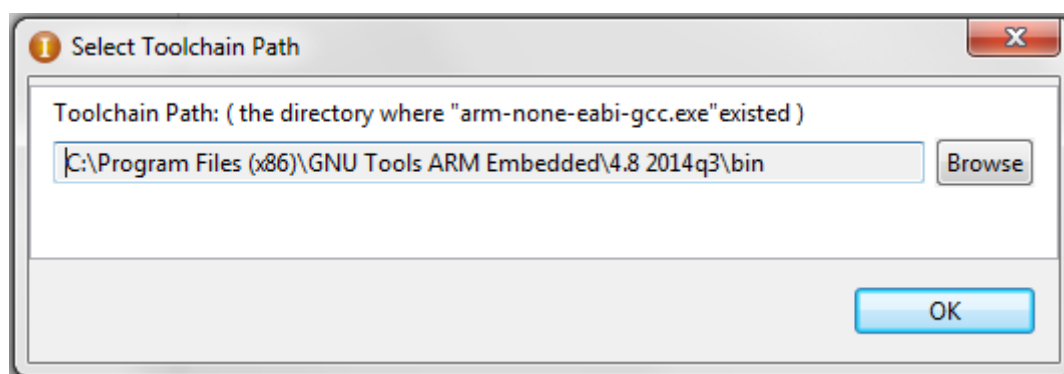 Select Toolchain Path
Toolchain Path: ( the directory where "arm-none-eabi-gcc.exe"existed )
C:\Program Files (x86)\GNU Tools ARM Embedded\4.8 2014q3\bin Browse
OK